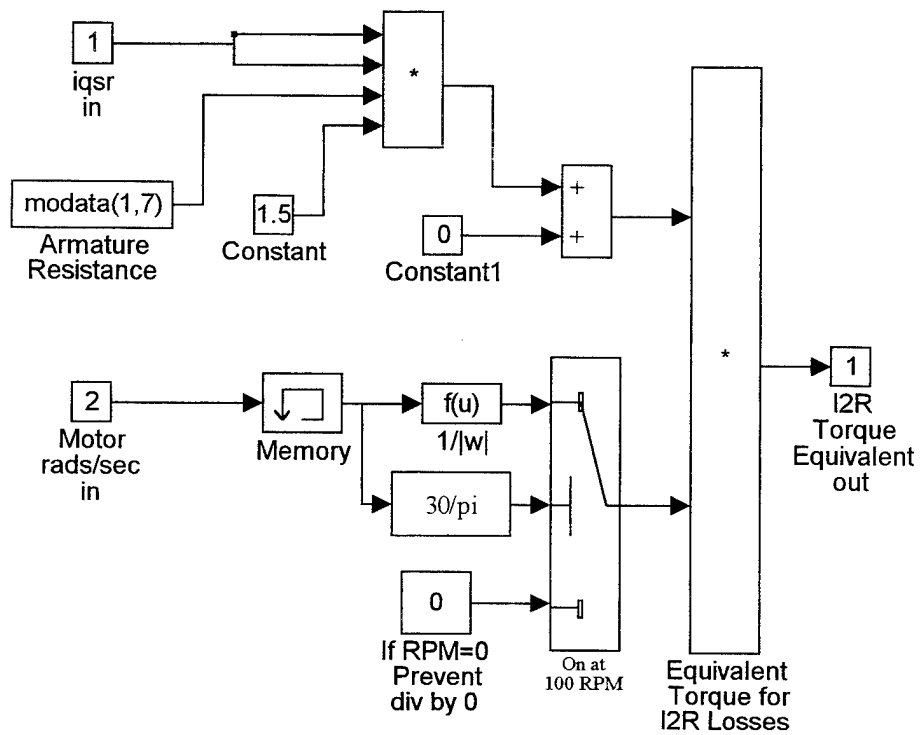 1
iqsr
in
*
modata(1,7)
Armature
Resistance
1.5
Constant
0
Constant1
+
+
*
1
I2R
Torque
Equivalent
out
2
Motor
rads/sec
in
Memory
f(u)
1/|w|
30/pi
0
If RPM=0
Prevent
div by 0
On at
100 RPM
Equivalent
Torque for
I2R Losses